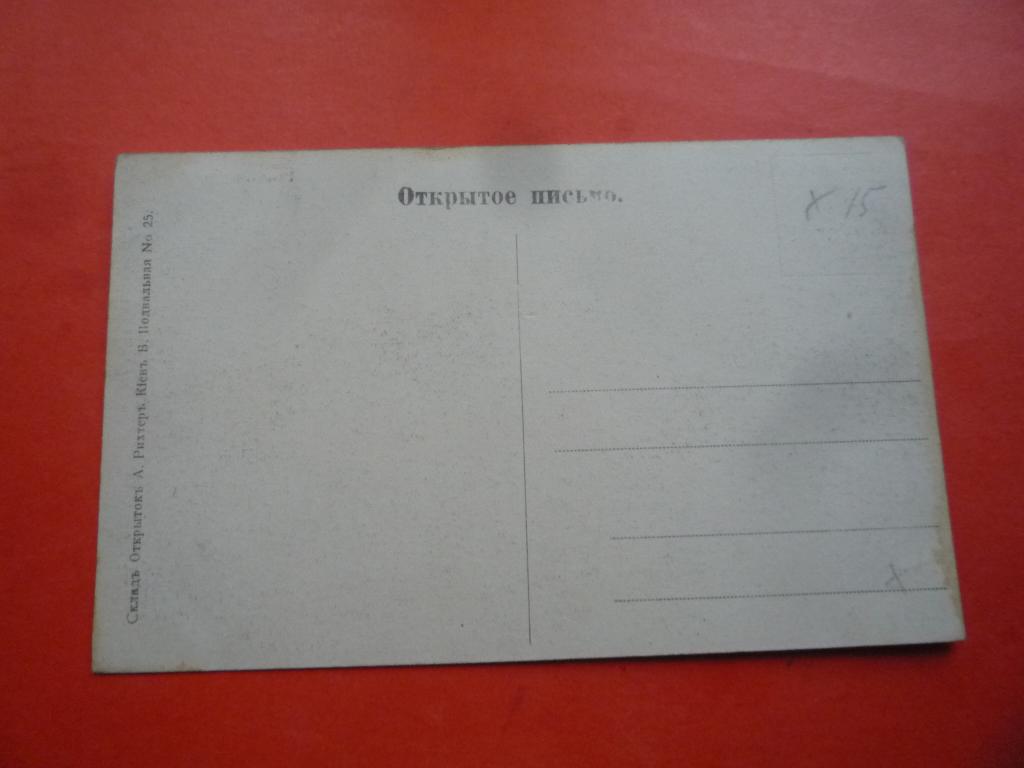 Открытое письмо.
х 15
Складъ Открытокъ А. Рихтеръ. Кіевъ В. Подвальная No 25.
х